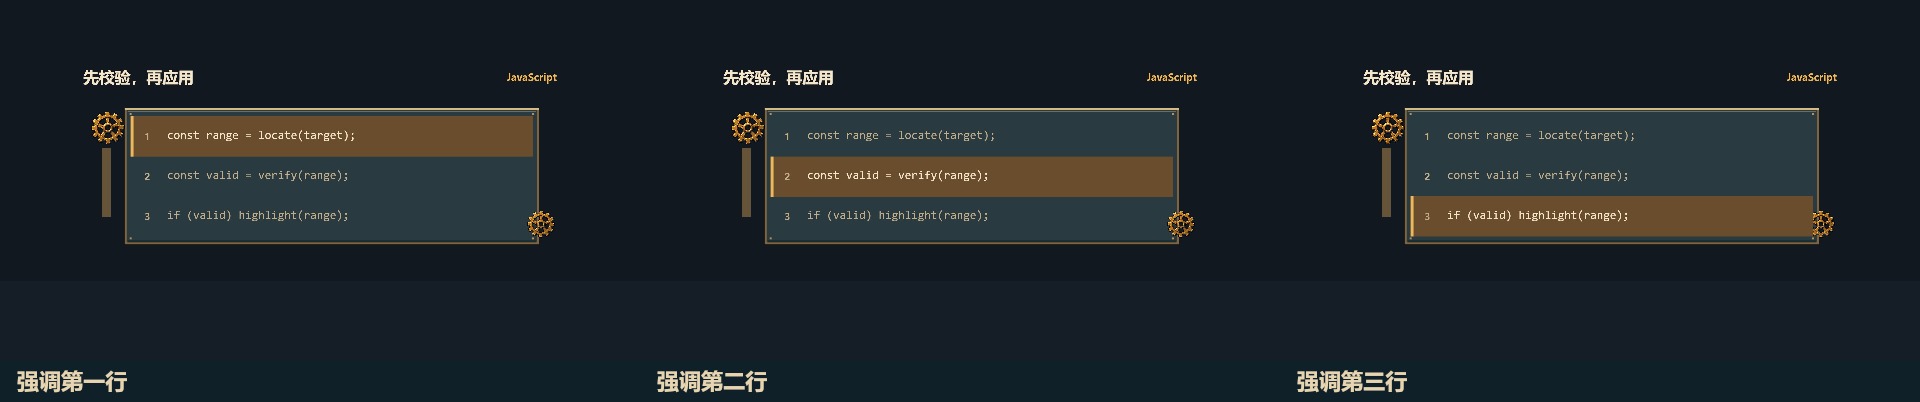 先校验，再应用
JavaScript
1 const range = locate(target);
2 const valid = verify(range);
3 if (valid) highlight(range);
强调第一行
先校验，再应用
JavaScript
1 const range = locate(target);
2 const valid = verify(range);
3 if (valid) highlight(range);
强调第二行
先校验，再应用
JavaScript
1 const range = locate(target);
2 const valid = verify(range);
3 if (valid) highlight(range);
强调第三行